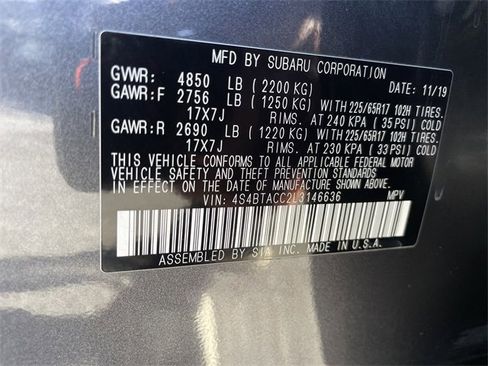 MFD BY SUBARU CORPORATION
GVWR: 4850 LB (2200 KG) DATE: 11/19
GAWR:F 2756 LB (1250 KG) WITH 225/65R17 102H TIRES,
17X7J RIMS, AT 240 KPA (35 PSI) COLD
GAWR:R 2690 LB (1220 KG) WITH 225/65R17 102H TIRES,
17X7J RIMS, AT 230 KPA (33 PSI) COLD
THIS VEHICLE CONFORMS TO ALL APPLICABLE FEDERAL MOTOR
VEHICLE SAFETY AND THEFT PREVENTION STANDARDS
IN EFFECT ON THE DATE OF MANUFACTURE SHOWN ABOVE.
VIN: 4S4BTACC2L3146636 MPV
ASSEMBLED BY SIA INC. MADE IN U.S.A.